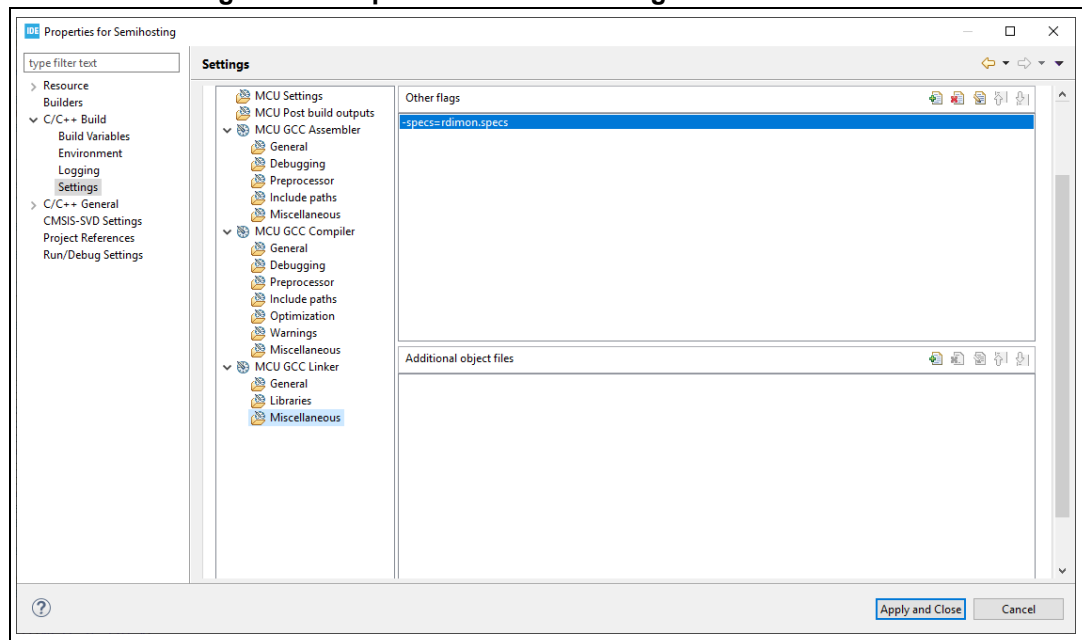 IDE Properties for Semihosting
type filter text
Resource
Builders
C/C++ Build
Build Variables
Environment
Logging
Settings
C/C++ General
CMSIS-SVD Settings
Project References
Run/Debug Settings
Settings
MCU Settings
MCU Post build outputs
MCU GCC Assembler
General
Debugging
Preprocessor
Include paths
Miscellaneous
MCU GCC Compiler
General
Debugging
Preprocessor
Include paths
Optimization
Warnings
Miscellaneous
MCU GCC Linker
General
Libraries
Miscellaneous
Other flags
-specs=rdimon.specs
Additional object files
?
Apply and Close
Cancel